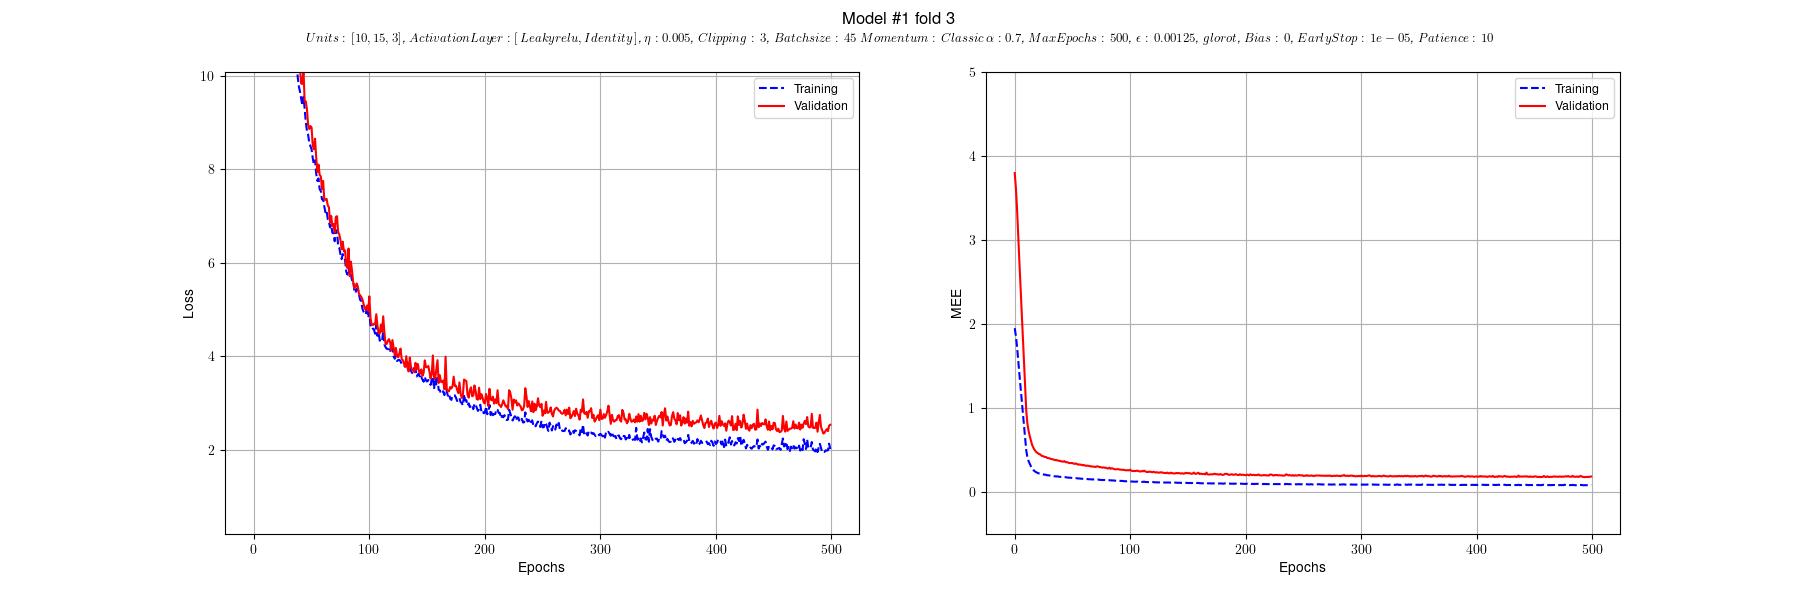 Model #1 fold 3
Units : [10, 15, 3], ActivationLayer : [Leakyrelu, Identity], η : 0.005, Clipping : 3, Batchsize : 45 Momentum : Classic α : 0.7, MaxEpochs : 500, ϵ : 0.00125, glorot, Bias : 0, EarlyStop : 1e − 05, Patience : 10
10
8
6
4
2
Loss
Training
Validation
0 100 200 300 400 500
Epochs
5
4
3
2
1
0
MEE
Training
Validation
0 100 200 300 400 500
Epochs